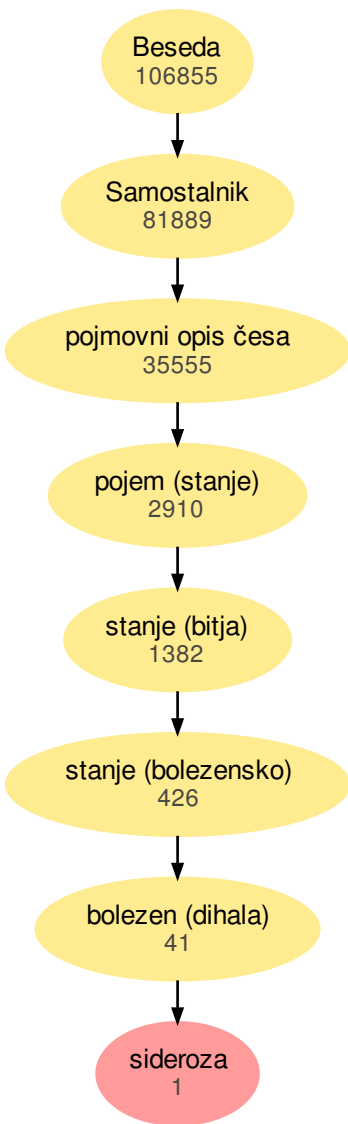 Beseda
106855
Samostalnik
81889
pojmovni opis česa
35555
pojem (stanje)
2910
stanje (bitja)
1382
stanje (bolezensko)
426
bolezen (dihala)
41
sideroza
1